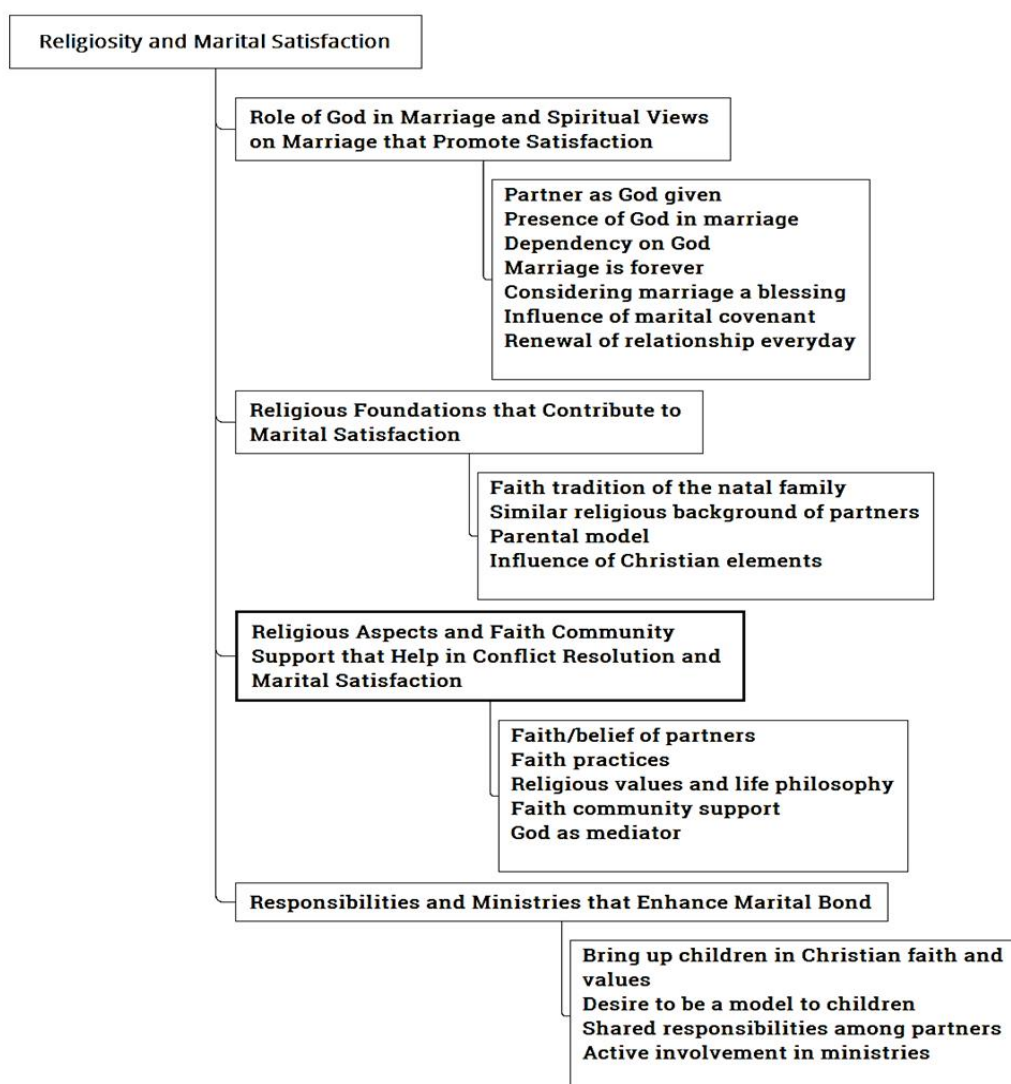 Religiosity and Marital Satisfaction
Role of God in Marriage and Spiritual Views
on Marriage that Promote Satisfaction
Partner as God given
Presence of God in marriage
Dependency on God
Marriage is forever
Considering marriage a blessing
Influence of marital covenant
Renewal of relationship everyday
Religious Foundations that Contribute to
Marital Satisfaction
Faith tradition of the natal family
Similar religious background of partners
Parental model
Influence of Christian elements
Religious Aspects and Faith Community
Support that Help in Conflict Resolution and
Marital Satisfaction
Faith/belief of partners
Faith practices
Religious values and life philosophy
Faith community support
God as mediator
Responsibilities and Ministries that Enhance Marital Bond
Bring up children in Christian faith and
values
Desire to be a model to children
Shared responsibilities among partners
Active involvement in ministries